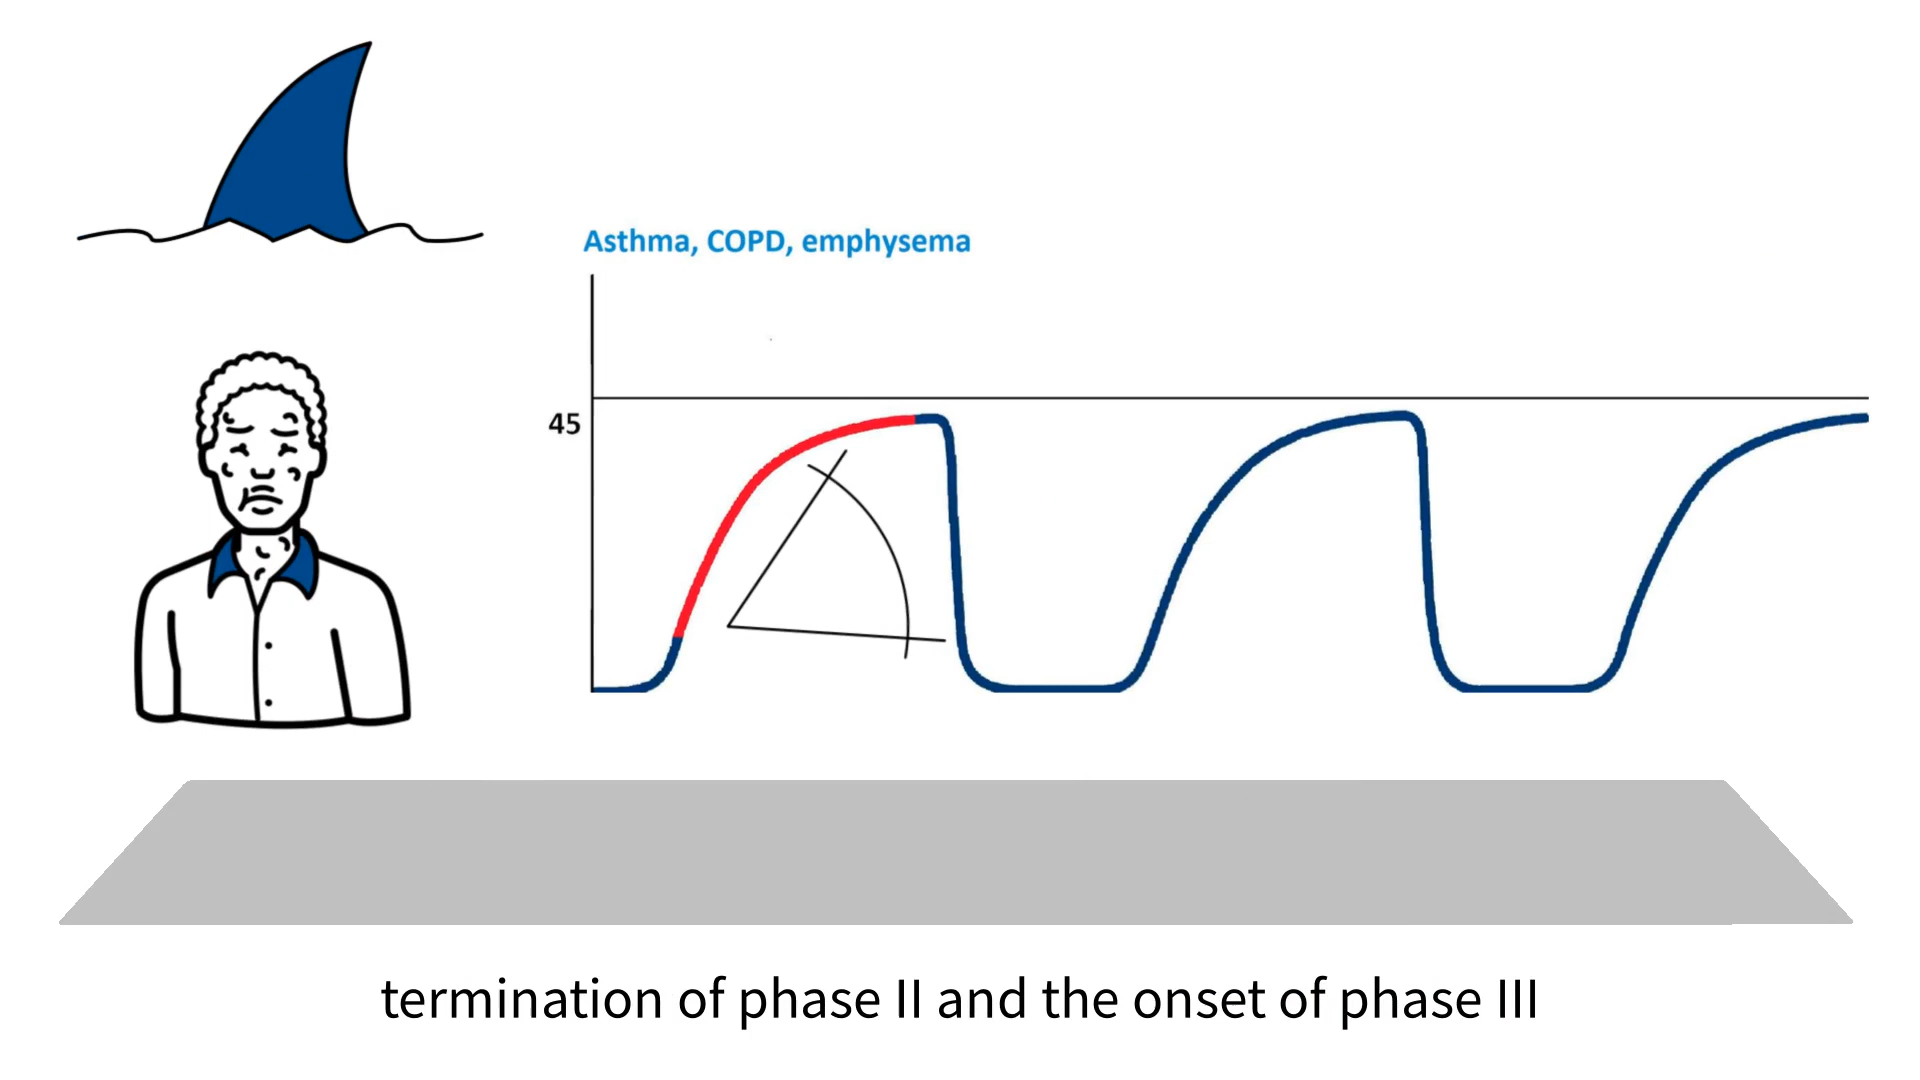 Asthma, COPD, emphysema
45
termination of phase II and the onset of phase III